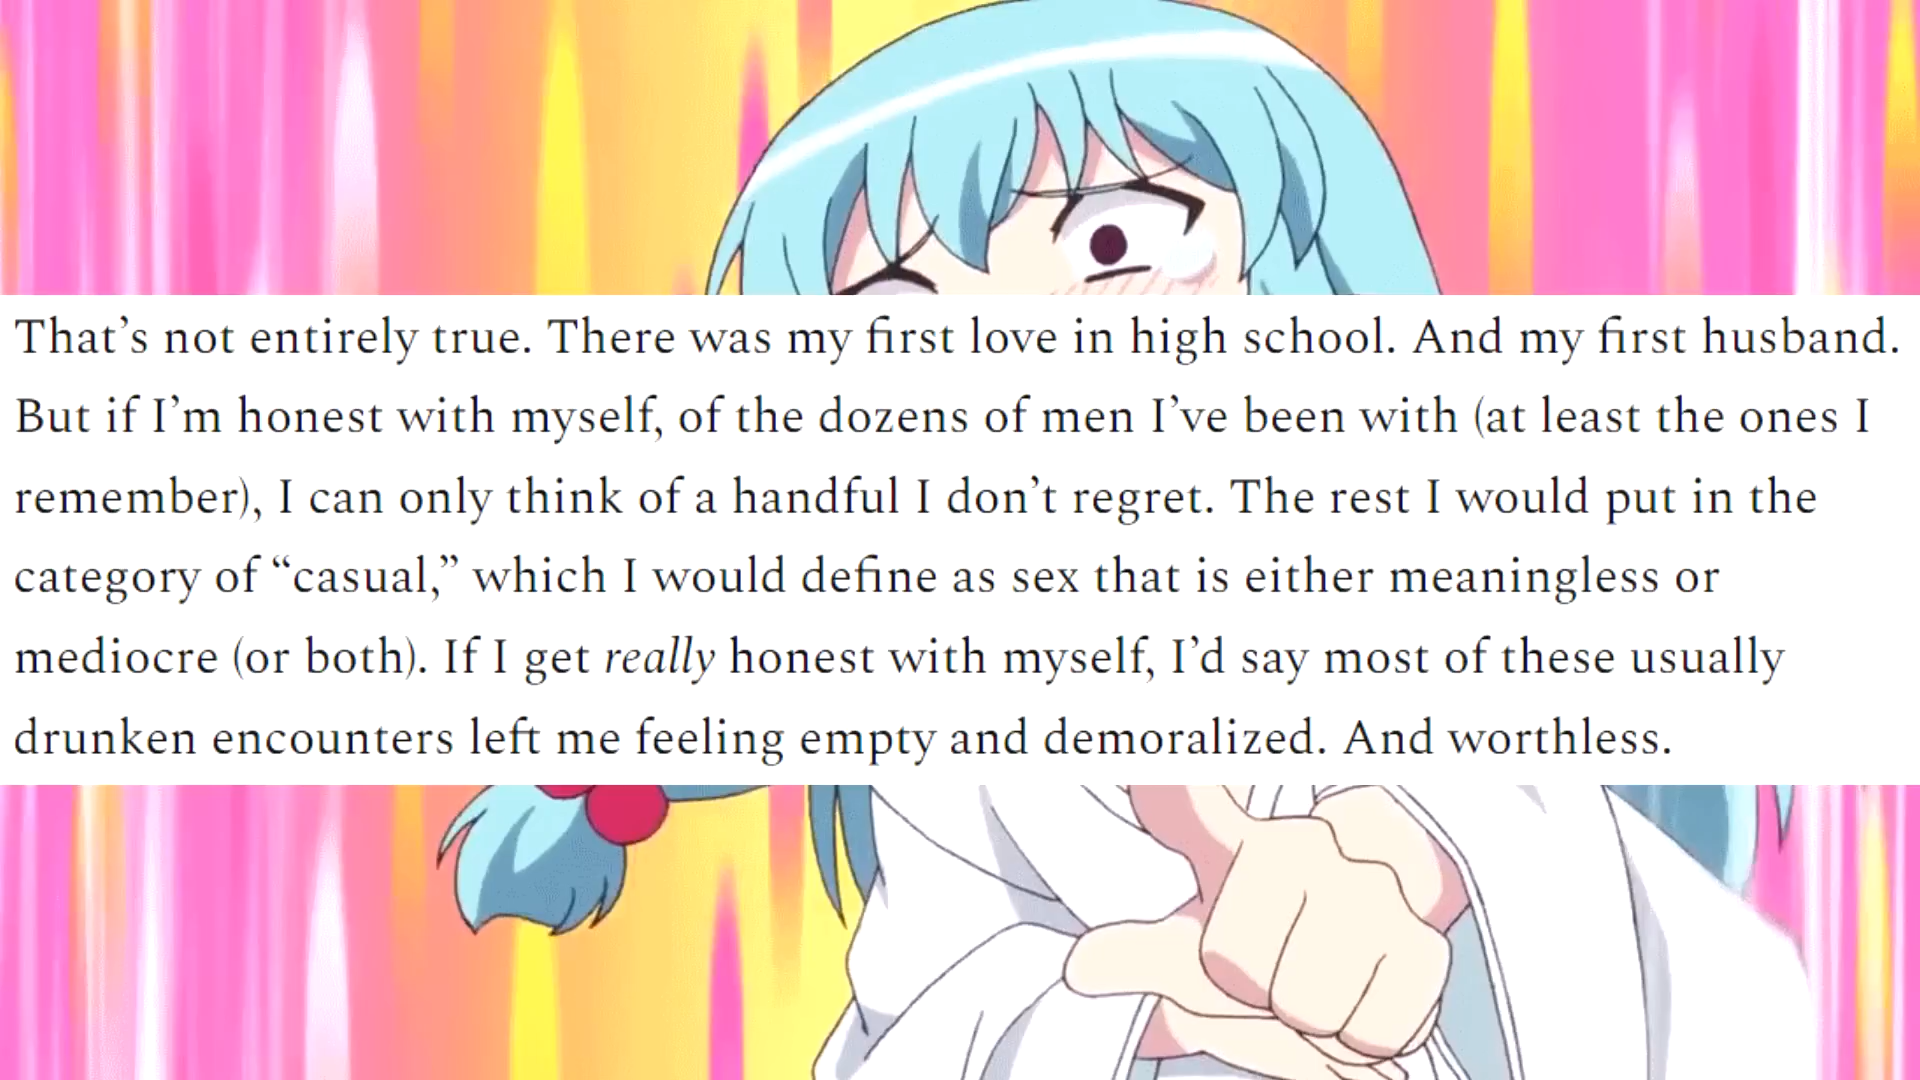 That’s not entirely true. There was my first love in high school. And my first husband.
But if I’m honest with myself, of the dozens of men I’ve been with (at least the ones I
remember), I can only think of a handful I don’t regret. The rest I would put in the
category of “casual,” which I would define as sex that is either meaningless or
mediocre (or both). If I get really honest with myself, I’d say most of these usually
drunken encounters left me feeling empty and demoralized. And worthless.